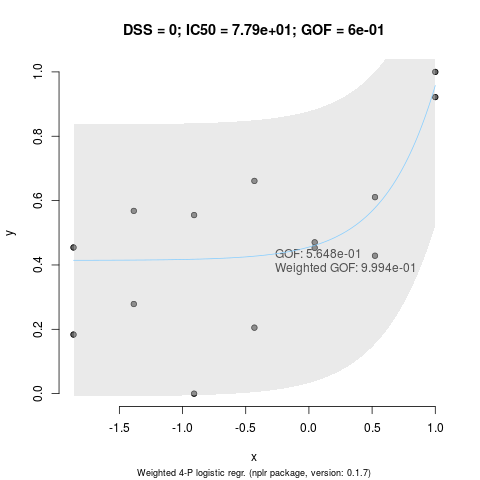 DSS = 0; IC50 = 7.79e+01; GOF = 6e-01
1.0
0.8
0.6
0.4
0.2
0.0
y
GOF: 5.648e-01
Weighted GOF: 9.994e-01
-1.5 -1.0 -0.5 0.0 0.5 1.0
x
Weighted 4-P logistic regr. (nplr package, version: 0.1.7)